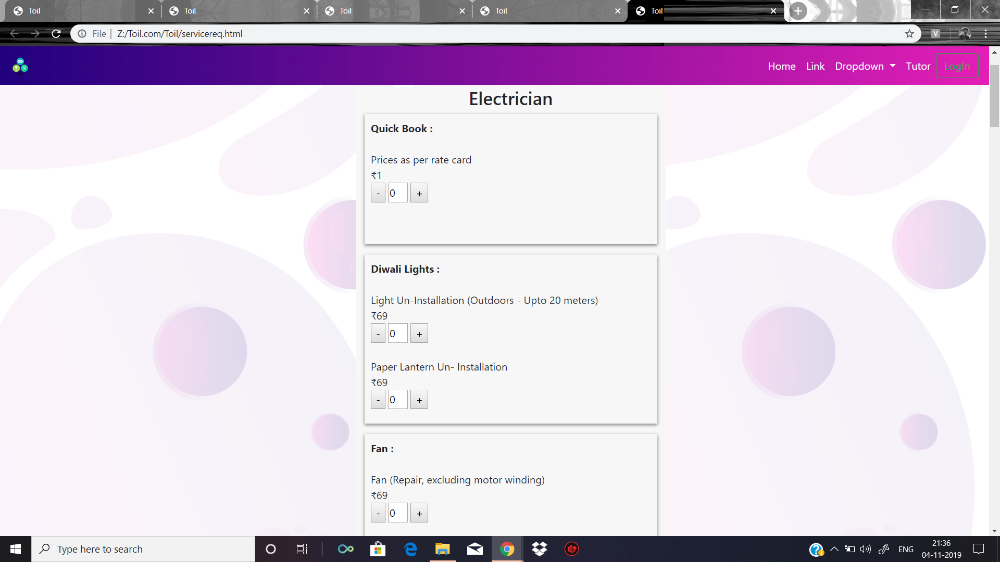 Toil
Toil
Toil
Toil
Toil
File
Z:/Toil.com/Toil/servicereq.html
Home
Link
Dropdown
Tutor
LogIn
Electrician
Quick Book :
Prices as per rate card
₹1
- 0 +
Diwali Lights :
Light Un-Installation (Outdoors - Upto 20 meters)
₹69
- 0 +
Paper Lantern Un- Installation
₹69
- 0 +
Fan :
Fan (Repair, excluding motor winding)
₹69
- 0 +
Type here to search
ENG
21:36
04-11-2019